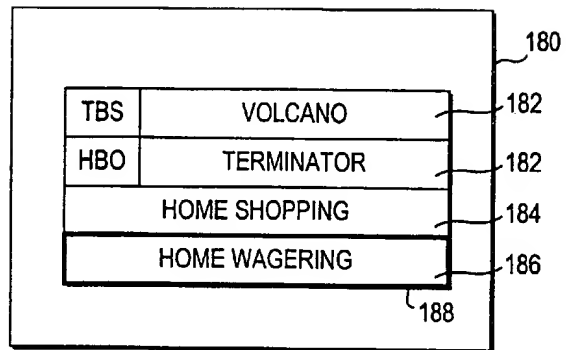 180
TBS VOLCANO 182
HBO TERMINATOR 182
HOME SHOPPING 184
HOME WAGERING 186
188